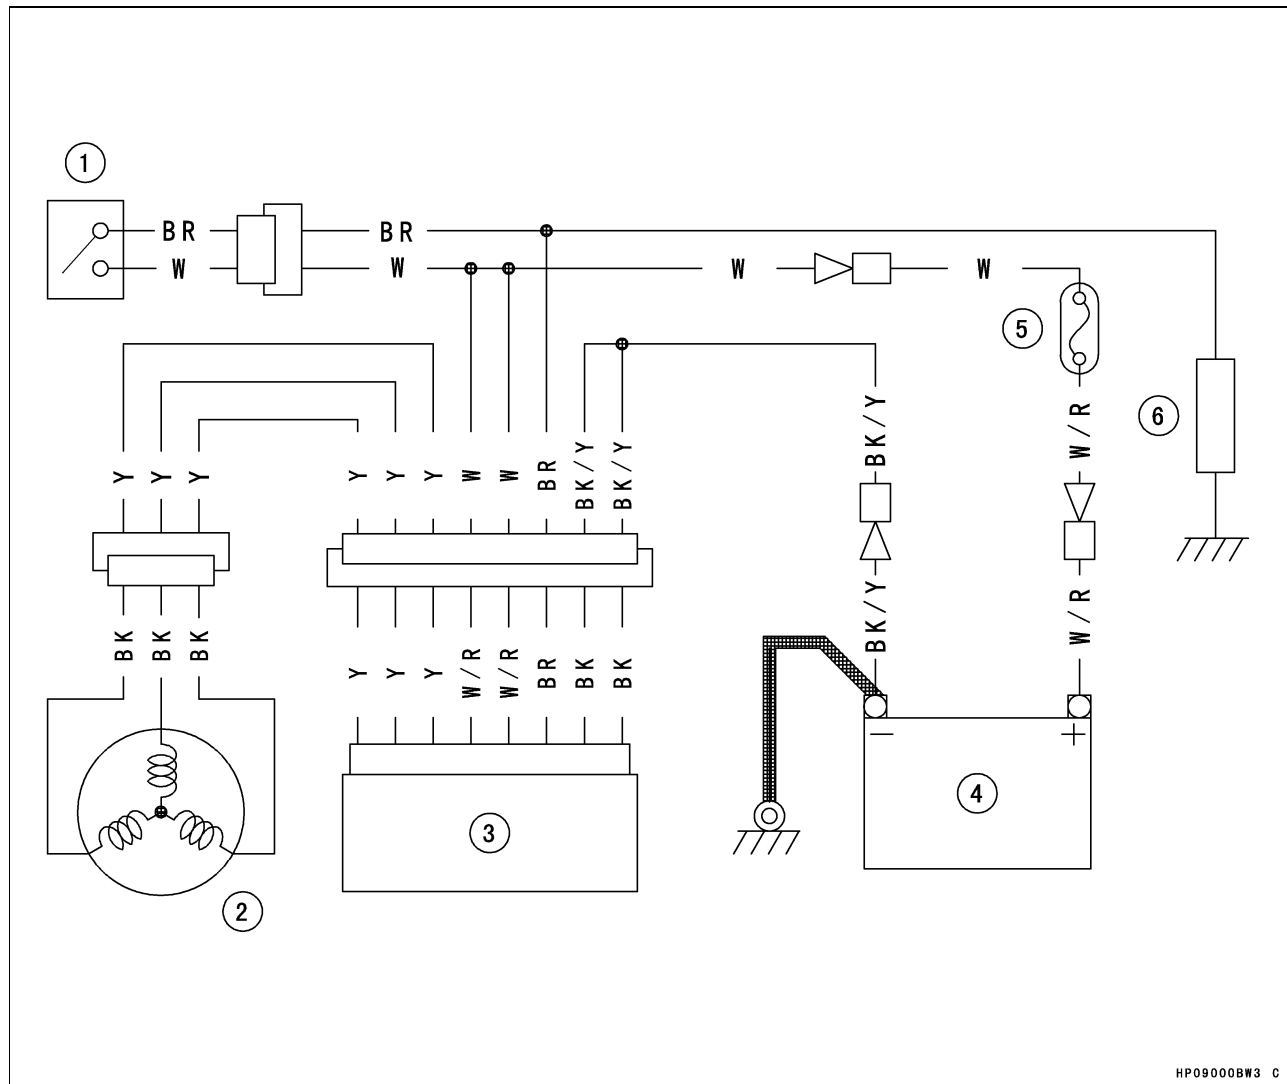 1
BR BR
W W W W
5
6
Y Y Y Y Y Y W W BR BK/Y BK/Y BK/Y W/R
BK BK BK Y Y Y W/R W/R BR BK BK BK/Y W/R
− +
4
3
2
HP09000BW3 C